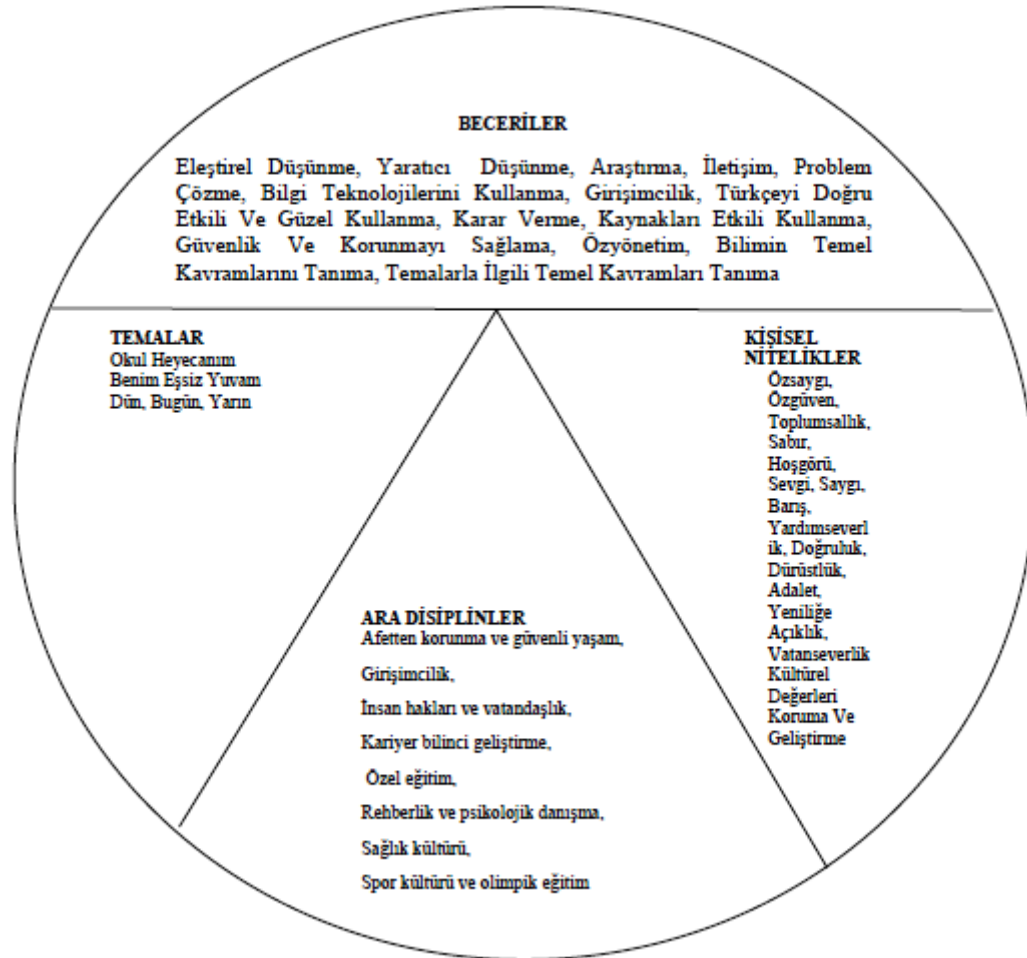 BECERİLER
Eleştirel Düşünme, Yaratıcı Düşünme, Araştırma, İletişim, Problem
Çözme, Bilgi Teknolojilerini Kullanma, Girişimcilik, Türkçeyi Doğru
Etkili Ve Güzel Kullanma, Karar Verme, Kaynakları Etkili Kullanma,
Güvenlik Ve Korunmayı Sağlama, Özyönetim, Bilimin Temel
Kavramlarını Tanıma, Temalarla İlgili Temel Kavramları Tanıma
TEMALAR
Okul Heyecanım
Benim Eşsiz Yuvam
Dün, Bugün, Yarın
ARA DİSİPLİNLER
Afetten korunma ve güvenli yaşam,
Girişimcilik,
İnsan hakları ve vatandaşlık,
Kariyer bilinci geliştirme,
Özel eğitim,
Rehberlik ve psikolojik danışma,
Sağlık kültürü,
Spor kültürü ve olimpik eğitim
KİŞİSEL
NİTELİKLER
Özsaygı,
Özgüven,
Toplumsallık,
Sabır,
Hoşgörü,
Sevgi, Saygı,
Barış,
Yardımseverl
ik, Doğruluk,
Dürüstlük,
Adalet,
Yeniliğe
Açıklık,
Vatanseverlik
Kültürel
Değerleri
Koruma Ve
Geliştirme